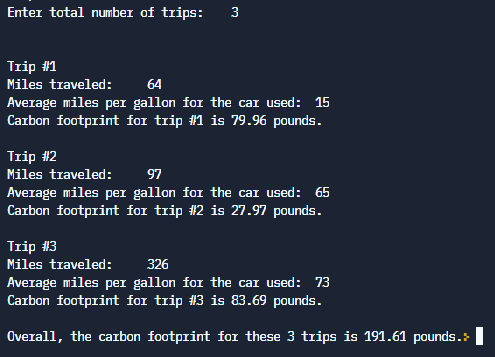 Enter total number of trips:    3
Trip #1
Miles traveled:     64
Average miles per gallon for the car used:  15
Carbon footprint for trip #1 is 79.96 pounds.
Trip #2
Miles traveled:     97
Average miles per gallon for the car used:  65
Carbon footprint for trip #2 is 27.97 pounds.
Trip #3
Miles traveled:     326
Average miles per gallon for the car used:  73
Carbon footprint for trip #3 is 83.69 pounds.
Overall, the carbon footprint for these 3 trips is 191.61 pounds.>